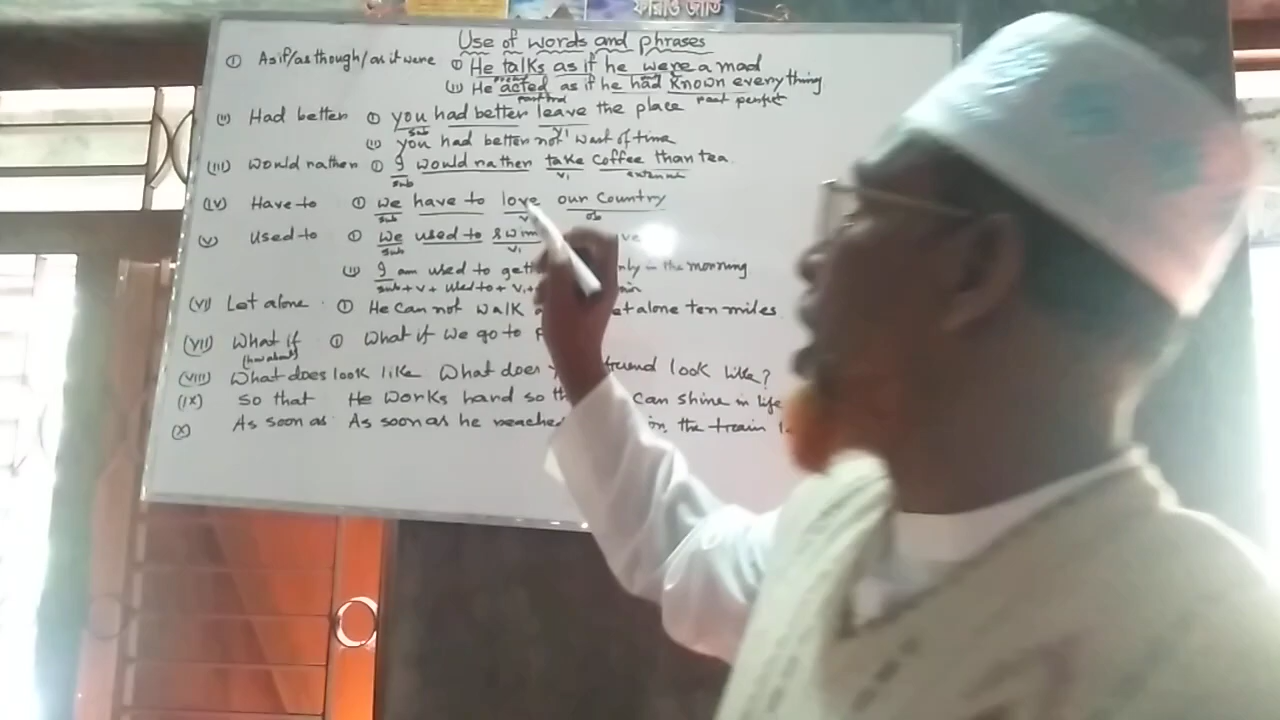 জাতি
Use of words and phrases
(i) As if/as though/as it were (i) He talks as if he were a mad
(ii) He acted as if he had known everything
past ind past perfect
(ii) Had better (i) you had better leave the place
sub v1
(ii) you had better not wast of time
(iii) Would rather (i) I would rather take coffee than tea
sub v1 extension
(iv) Have to (i) we have to love our country
sub v ob
(v) Used to (i) we used to swim
sub v1
(ii) I am used to in the morning
sub + v + used to + v1 +
(vi) Let alone (i) He can not walk alone ten miles
(vii) What if (i) What if we go to
(how about)
(viii) What does look like What does friend look like?
(ix) so that He works hard so can shine in life
(x) As soon as As soon as he the train